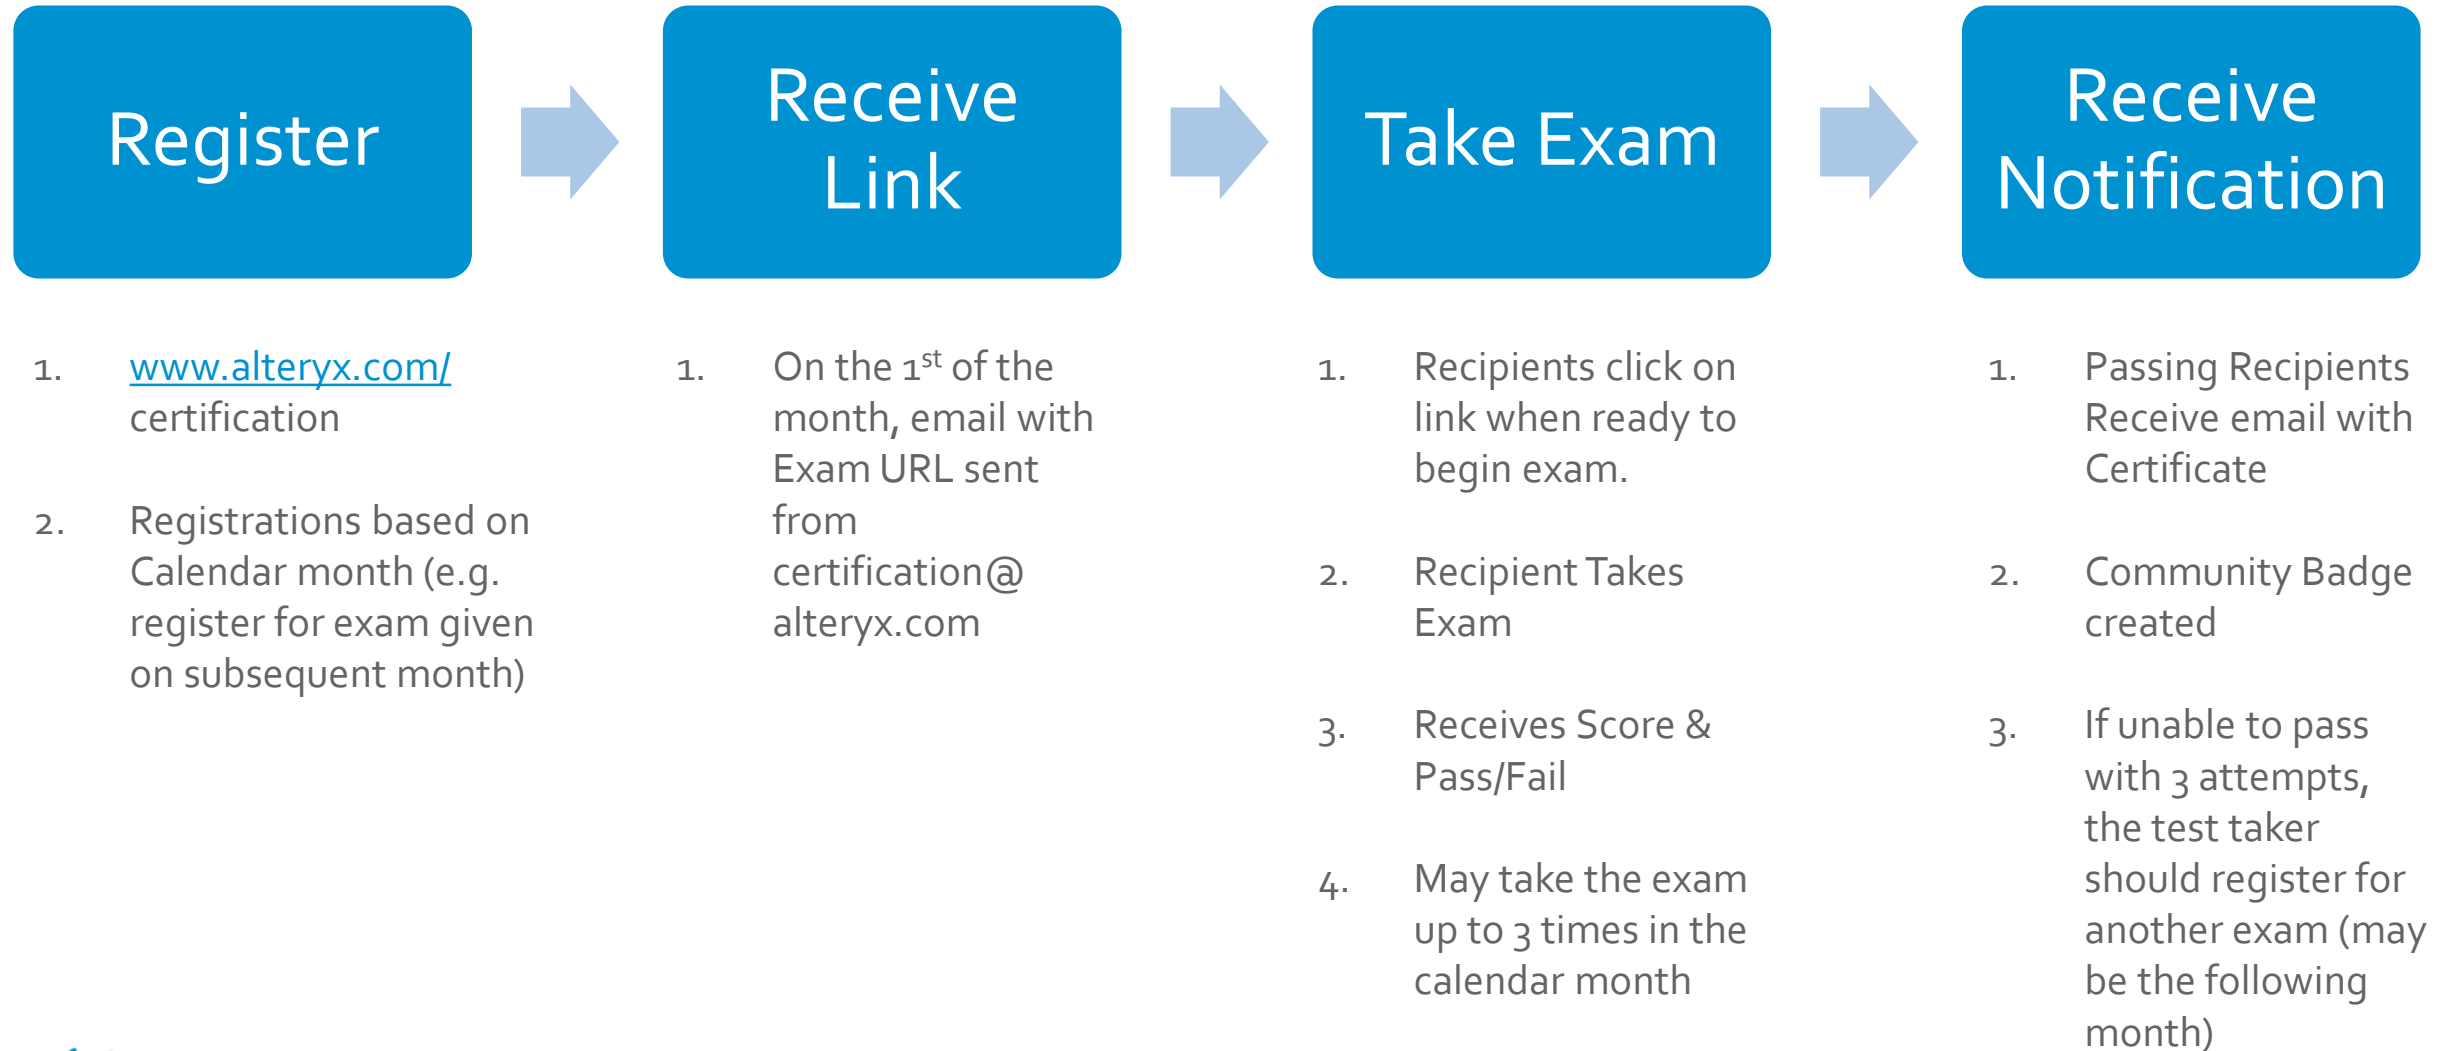 Register
Receive
Link
Take Exam
Receive
Notification
1. www.alteryx.com/
certification
2. Registrations based on
Calendar month (e.g.
register for exam given
on subsequent month)
1. On the 1st of the
month, email with
Exam URL sent
from
certification@
alteryx.com
1. Recipients click on
link when ready to
begin exam.
2. Recipient Takes
Exam
3. Receives Score &
Pass/Fail
4. May take the exam
up to 3 times in the
calendar month
1. Passing Recipients
Receive email with
Certificate
2. Community Badge
created
3. If unable to pass
with 3 attempts,
the test taker
should register for
another exam (may
be the following
month)